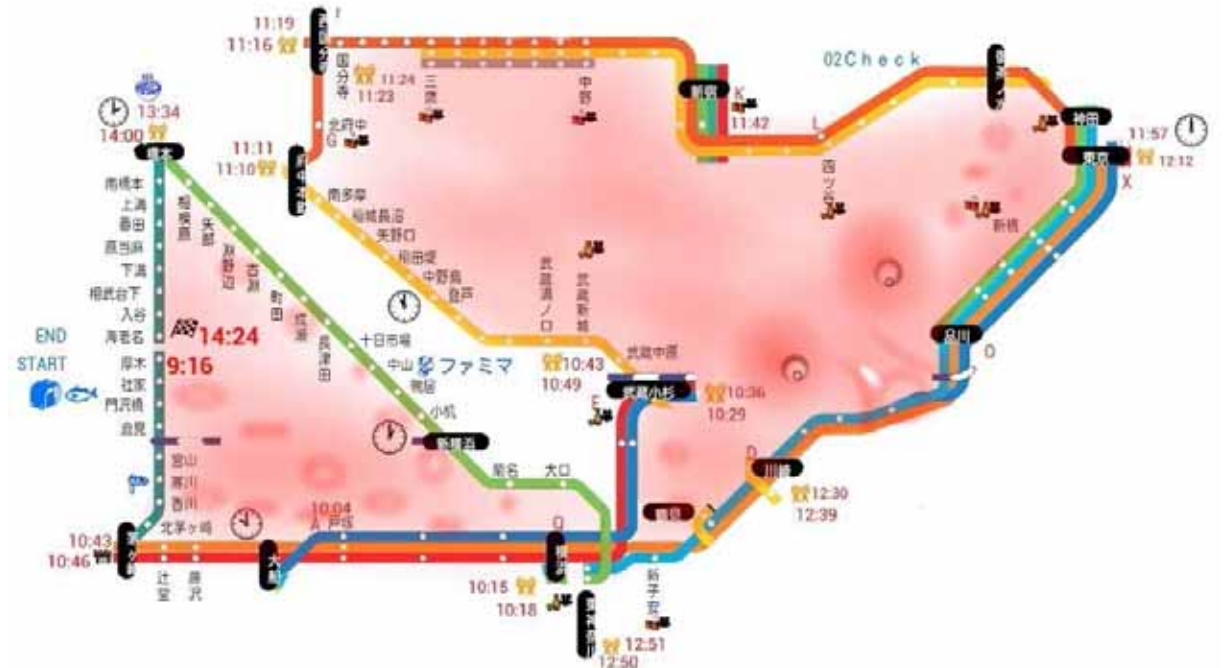 11:19
11:16
国分寺
11:24
11:23
三鷹
中野
新宿
K
11:42
02Check
L
四ツ谷
神田
東京
11:57
12:12
X
新橋
13:34
14:00
橋本
北府中
G
11:11
11:10
府中本町
南橋本
上溝
番田
原当麻
下溝
相武台下
入谷
海老名
END
14:24
START
9:16
厚木
社家
門沢橋
倉見
宮山
寒川
香川
北茅ヶ崎
相模原
矢部
淵野辺
古淵
町田
成瀬
長津田
十日市場
中山
ファミマ
鴨居
小机
新横浜
菊名
大口
南多摩
稲城長沼
矢野口
稲田堤
中野島
登戸
武蔵溝ノ口
武蔵新城
武蔵中原
10:43
10:49
武蔵小杉
10:36
10:29
E
品川
O
D
川崎
12:30
12:39
鶴見
10:43
10:46
茅ヶ崎
辻堂
藤沢
大船
10:04
A
戸塚
Q
横浜
10:15
10:18
新子安
12:51
12:50